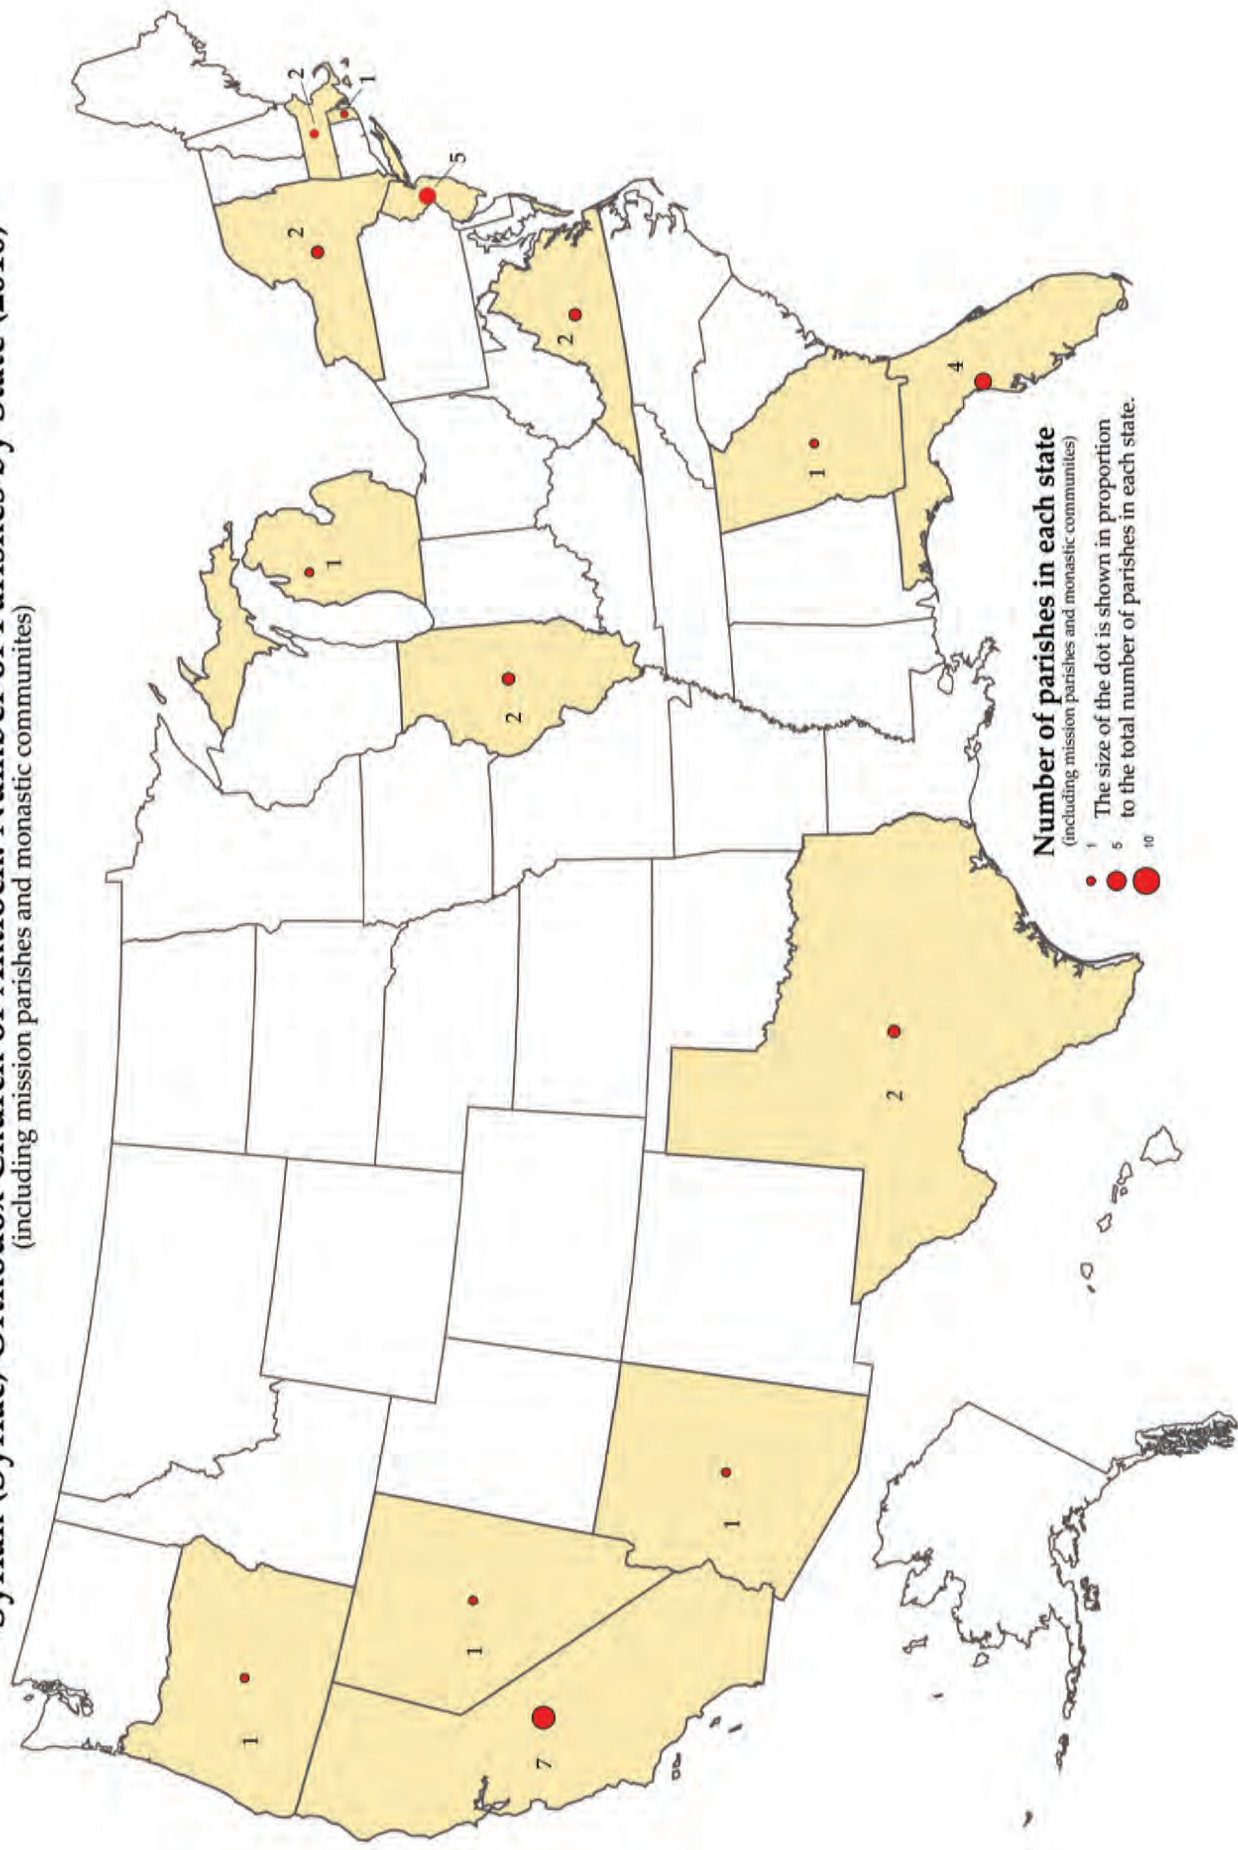 Syrian (Syriac) Orthodox Church of Antioch: Number of Parishes by State (2010)
(including mission parishes and monastic communites)
1
2
2
1
1
5
1
2
7
2
1
1
2
4
Number of parishes in each state
(including mission parishes and monastic communites)
1
5
10
The size of the dot is shown in proportion
to the total number of parishes in each state.